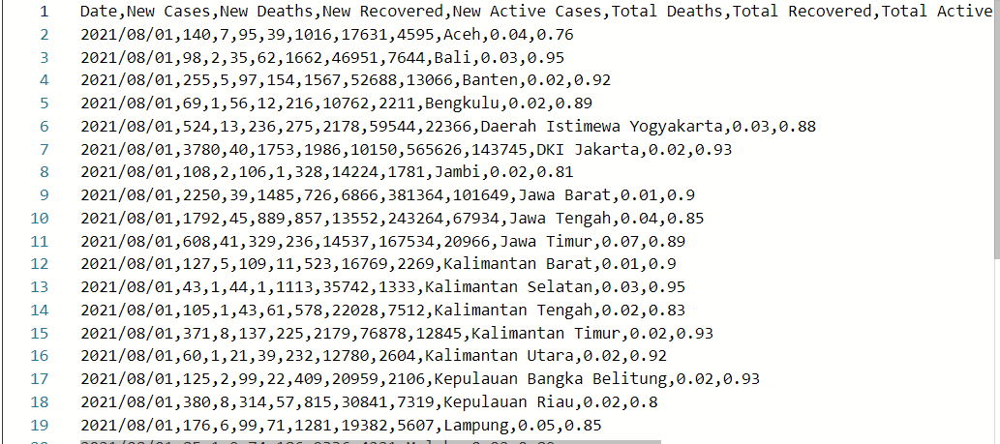 1 Date,New Cases,New Deaths,New Recovered,New Active Cases,Total Deaths,Total Recovered,Total Active
2 2021/08/01,140,7,95,39,1016,17631,4595,Aceh,0.04,0.76
3 2021/08/01,98,2,35,62,1662,46951,7644,Bali,0.03,0.95
4 2021/08/01,255,5,97,154,1567,52688,13066,Banten,0.02,0.92
5 2021/08/01,69,1,56,12,216,10762,2211,Bengkulu,0.02,0.89
6 2021/08/01,524,13,236,275,2178,59544,22366,Daerah Istimewa Yogyakarta,0.03,0.88
7 2021/08/01,3780,40,1753,1986,10150,565626,143745,DKI Jakarta,0.02,0.93
8 2021/08/01,108,2,106,1,328,14224,1781,Jambi,0.02,0.81
9 2021/08/01,2250,39,1485,726,6866,381364,101649,Jawa Barat,0.01,0.9
10 2021/08/01,1792,45,889,857,13552,243264,67934,Jawa Tengah,0.04,0.85
11 2021/08/01,608,41,329,236,14537,167534,20966,Jawa Timur,0.07,0.89
12 2021/08/01,127,5,109,11,523,16769,2269,Kalimantan Barat,0.01,0.9
13 2021/08/01,43,1,44,1,1113,35742,1333,Kalimantan Selatan,0.03,0.95
14 2021/08/01,105,1,43,61,578,22028,7512,Kalimantan Tengah,0.02,0.83
15 2021/08/01,371,8,137,225,2179,76878,12845,Kalimantan Timur,0.02,0.93
16 2021/08/01,60,1,21,39,232,12780,2604,Kalimantan Utara,0.02,0.92
17 2021/08/01,125,2,99,22,409,20959,2106,Kepulauan Bangka Belitung,0.02,0.93
18 2021/08/01,380,8,314,57,815,30841,7319,Kepulauan Riau,0.02,0.8
19 2021/08/01,176,6,99,71,1281,19382,5607,Lampung,0.05,0.85